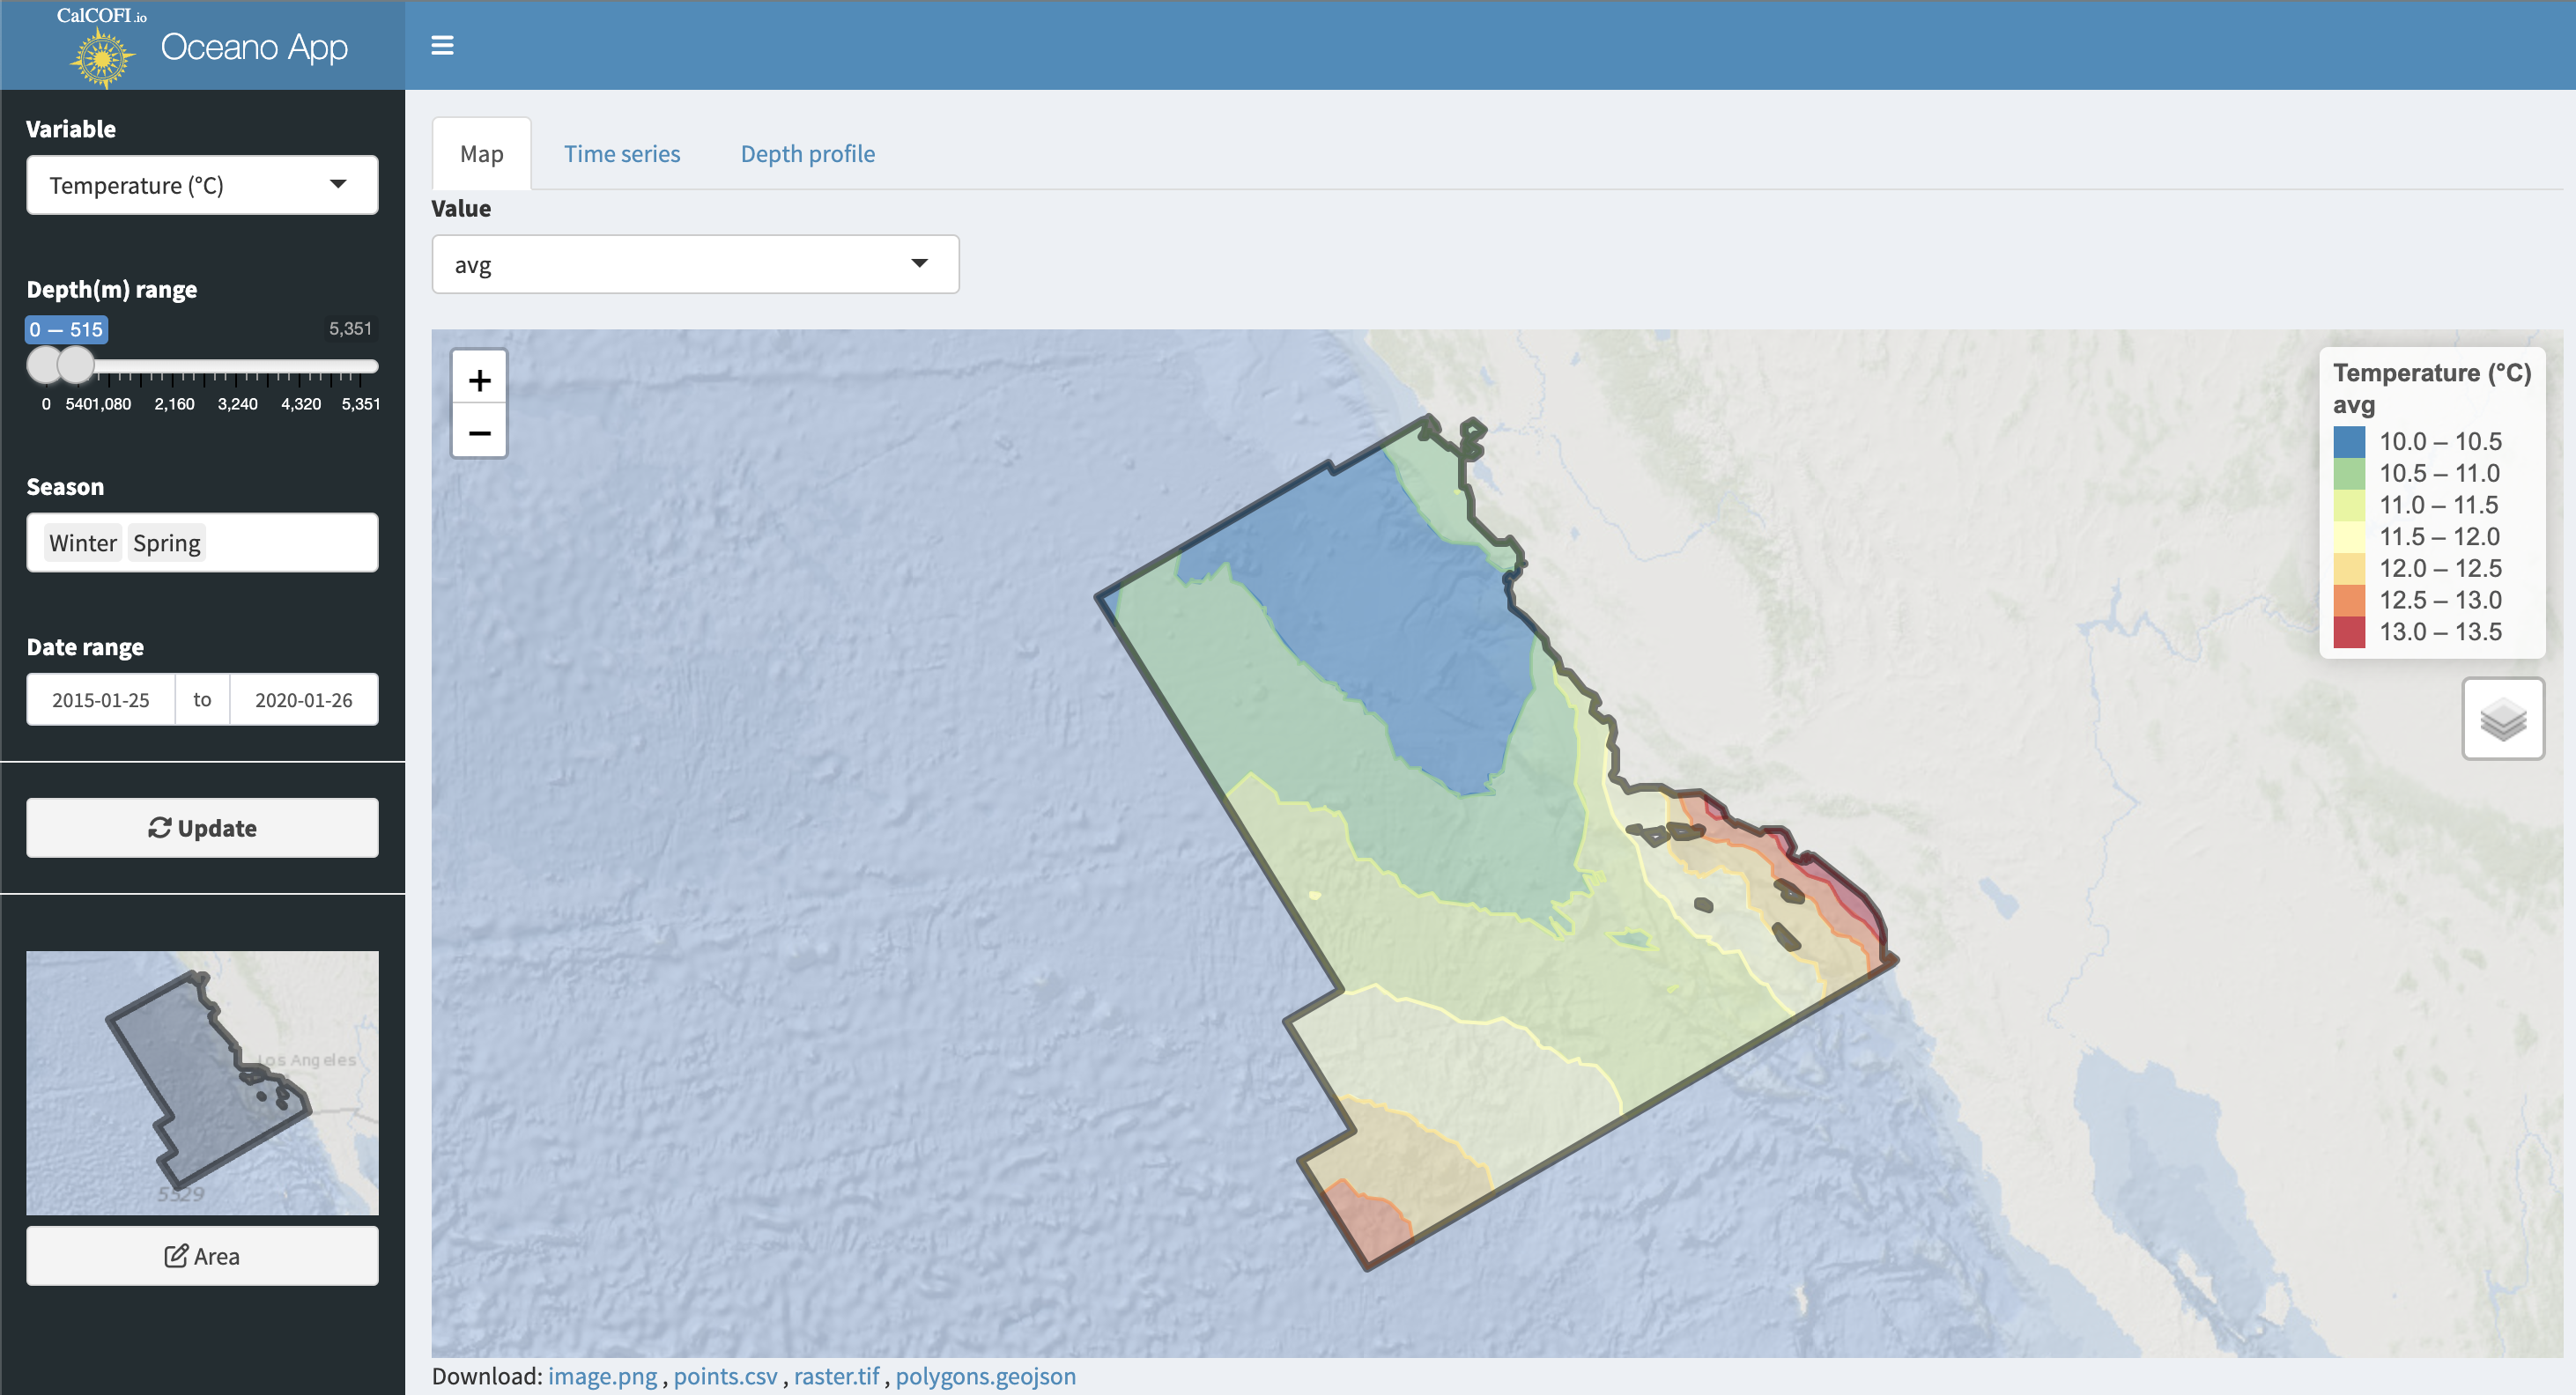 CalCOFI.io
Oceano App
Variable
Temperature (°C)
Depth(m) range
0 — 515
5,351
0 540 1,080 2,160 3,240 4,320 5,351
Season
Winter Spring
Date range
2015-01-25 to 2020-01-26
Update
Los Angeles
5529
Area
Map Time series Depth profile
Value
avg
+
−
Temperature (°C)
avg
10.0 – 10.5
10.5 – 11.0
11.0 – 11.5
11.5 – 12.0
12.0 – 12.5
12.5 – 13.0
13.0 – 13.5
Download: image.png , points.csv , raster.tif , polygons.geojson